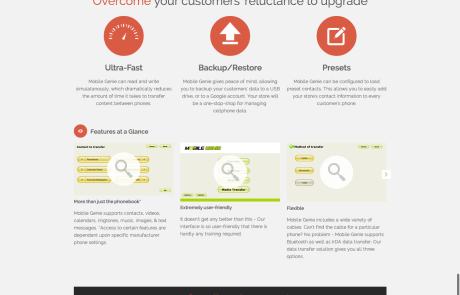 Overcome your customers' reluctance to upgrade
Ultra-Fast
Mobile Genie can read and write
simultaneously, which dramatically reduces
the amount of time it takes to transfer
content between phones.
Backup/Restore
Mobile Genie gives peace of mind, allowing
you to backup your customers' data to a USB
drive, or to a Google account. Your store will
be a one-stop-shop for managing
cellphone data.
Presets
Mobile Genie can be configured to load
preset contacts. This allows you to easily add
your store's contact information to every
customer's phone.
Features at a Glance
Content to transfer
MOBILE GENIE
Media Transfer
Method of transfer
More than just the phonebook*
Mobile Genie supports contacts, videos,
calendars, ringtones, music, images, & text
messages. *Access to certain features are
dependent upon specific manufacturer
phone settings.
Extremely user-friendly
It doesn't get any better than this – Our
interface is so user-friendly that there is
hardly any training required.
Flexible
Mobile Genie includes a wide variety of
cables. Can't find the cable for a particular
phone? No problem - Mobile Genie supports
Bluetooth as well as IrDA data transfer. Our
data transfer solution gives you all three
options.